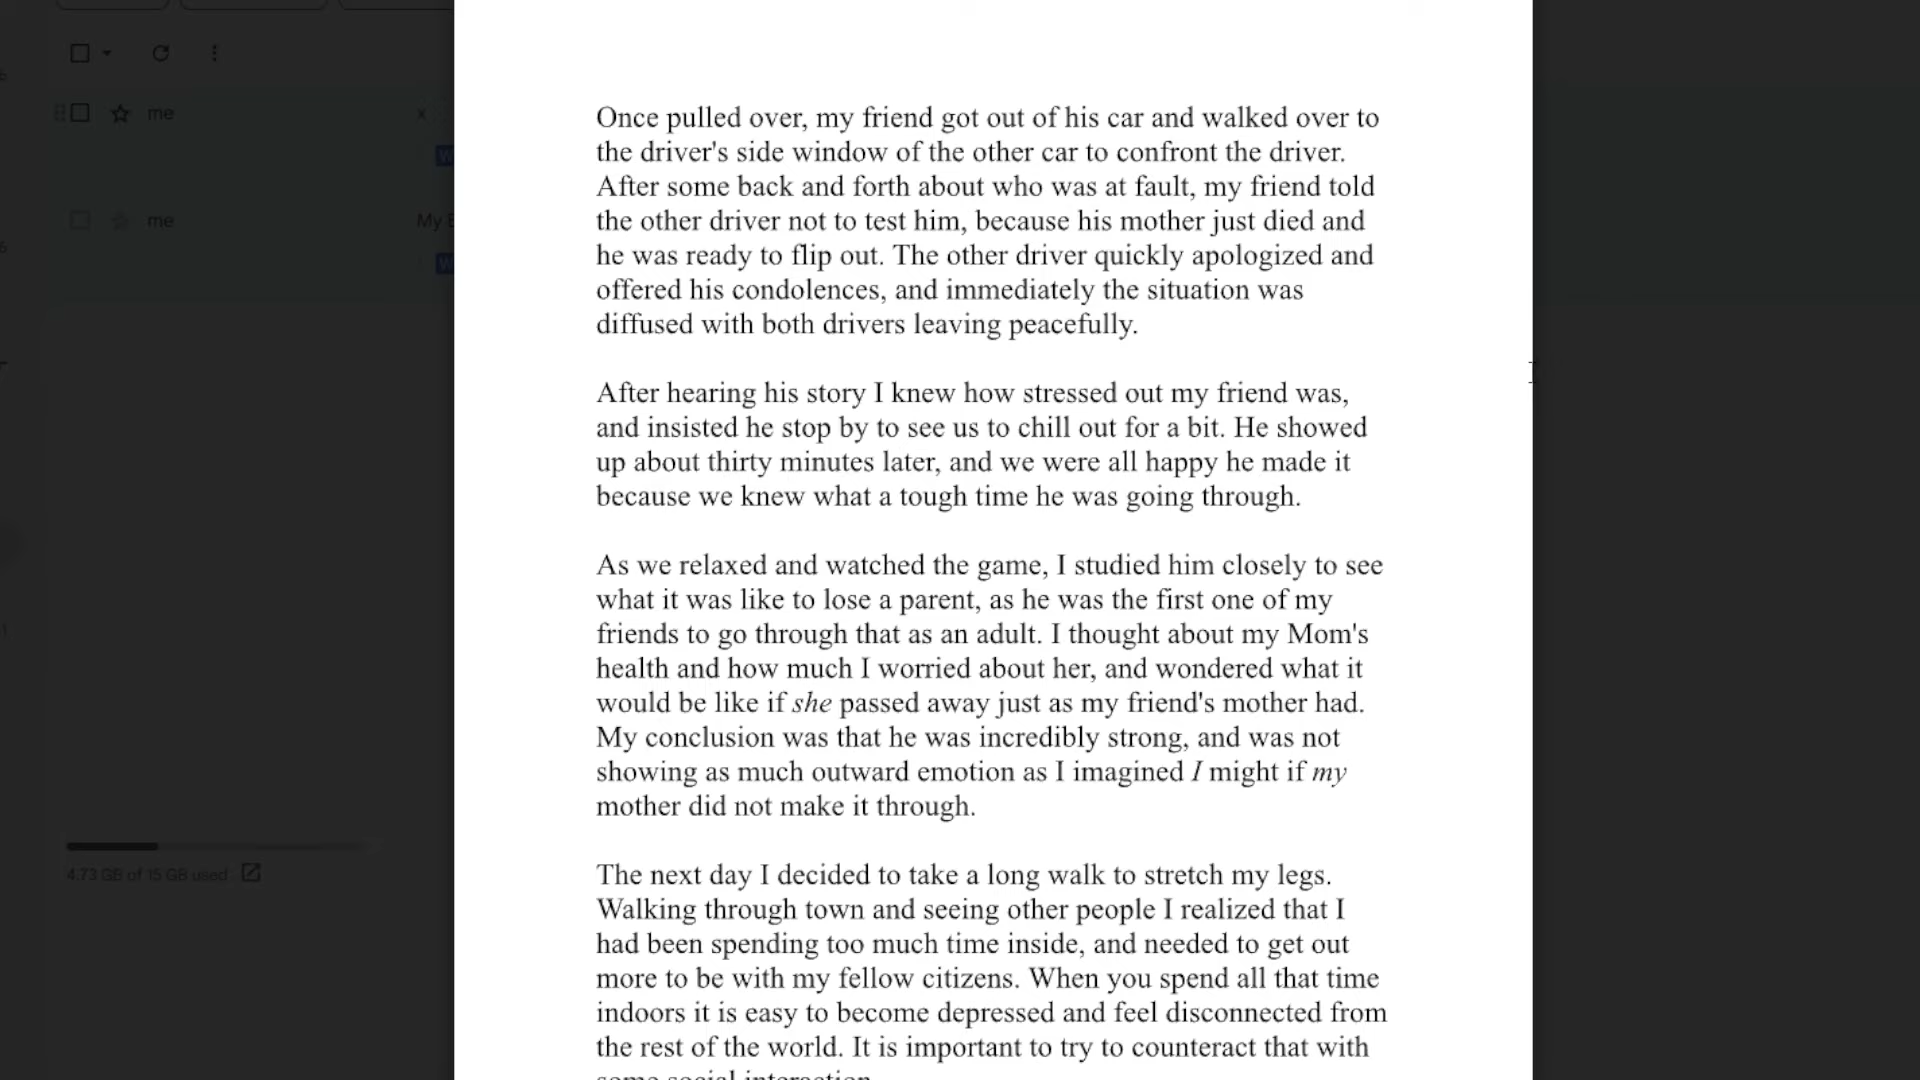 me
x
me
My E
4.73 GB of 15 GB used
Once pulled over, my friend got out of his car and walked over to
the driver's side window of the other car to confront the driver.
After some back and forth about who was at fault, my friend told
the other driver not to test him, because his mother just died and
he was ready to flip out. The other driver quickly apologized and
offered his condolences, and immediately the situation was
diffused with both drivers leaving peacefully.
After hearing his story I knew how stressed out my friend was,
and insisted he stop by to see us to chill out for a bit. He showed
up about thirty minutes later, and we were all happy he made it
because we knew what a tough time he was going through.
As we relaxed and watched the game, I studied him closely to see
what it was like to lose a parent, as he was the first one of my
friends to go through that as an adult. I thought about my Mom's
health and how much I worried about her, and wondered what it
would be like if she passed away just as my friend's mother had.
My conclusion was that he was incredibly strong, and was not
showing as much outward emotion as I imagined I might if my
mother did not make it through.
The next day I decided to take a long walk to stretch my legs.
Walking through town and seeing other people I realized that I
had been spending too much time inside, and needed to get out
more to be with my fellow citizens. When you spend all that time
indoors it is easy to become depressed and feel disconnected from
the rest of the world. It is important to try to counteract that with
some social interaction